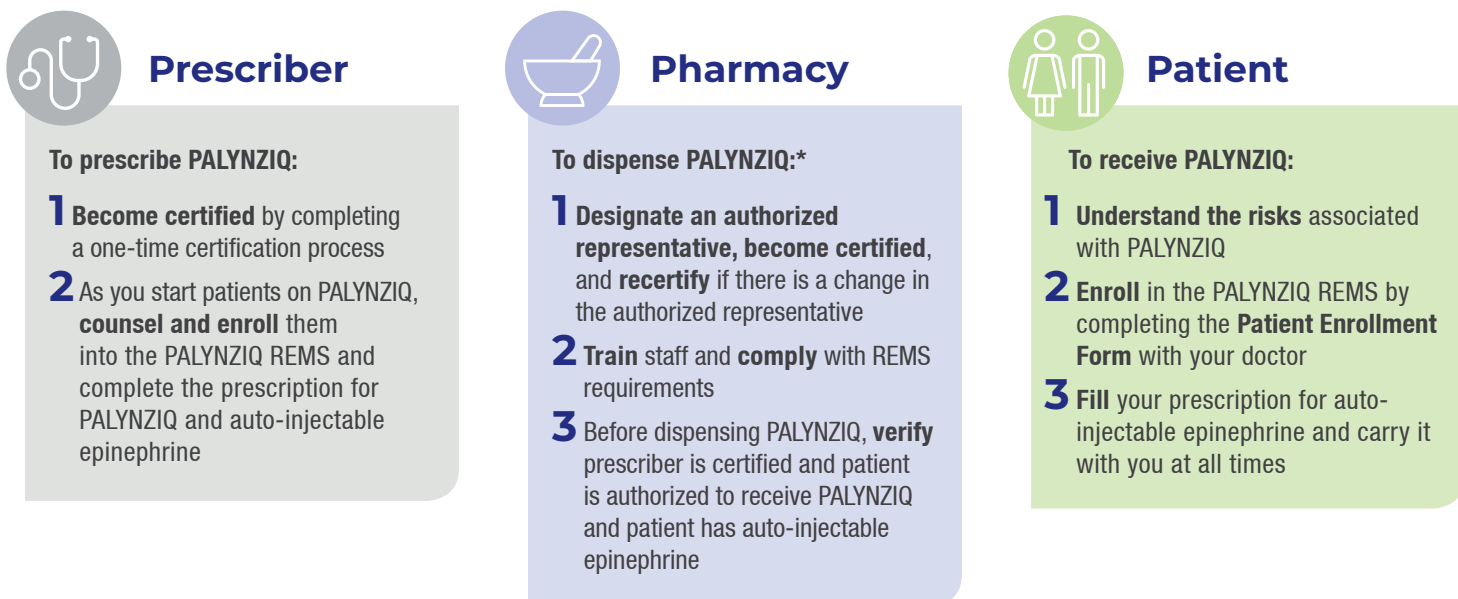 Prescriber
To prescribe PALYNZIQ:
1 Become certified by completing
a one-time certification process
2 As you start patients on PALYNZIQ,
counsel and enroll them
into the PALYNZIQ REMS and
complete the prescription for
PALYNZIQ and auto-injectable
epinephrine
Pharmacy
To dispense PALYNZIQ:*
1 Designate an authorized
representative, become certified,
and recertify if there is a change in
the authorized representative
2 Train staff and comply with REMS
requirements
3 Before dispensing PALYNZIQ, verify
prescriber is certified and patient
is authorized to receive PALYNZIQ
and patient has auto-injectable
epinephrine
Patient
To receive PALYNZIQ:
1 Understand the risks associated
with PALYNZIQ
2 Enroll in the PALYNZIQ REMS by
completing the Patient Enrollment
Form with your doctor
3 Fill your prescription for auto-
injectable epinephrine and carry it
with you at all times